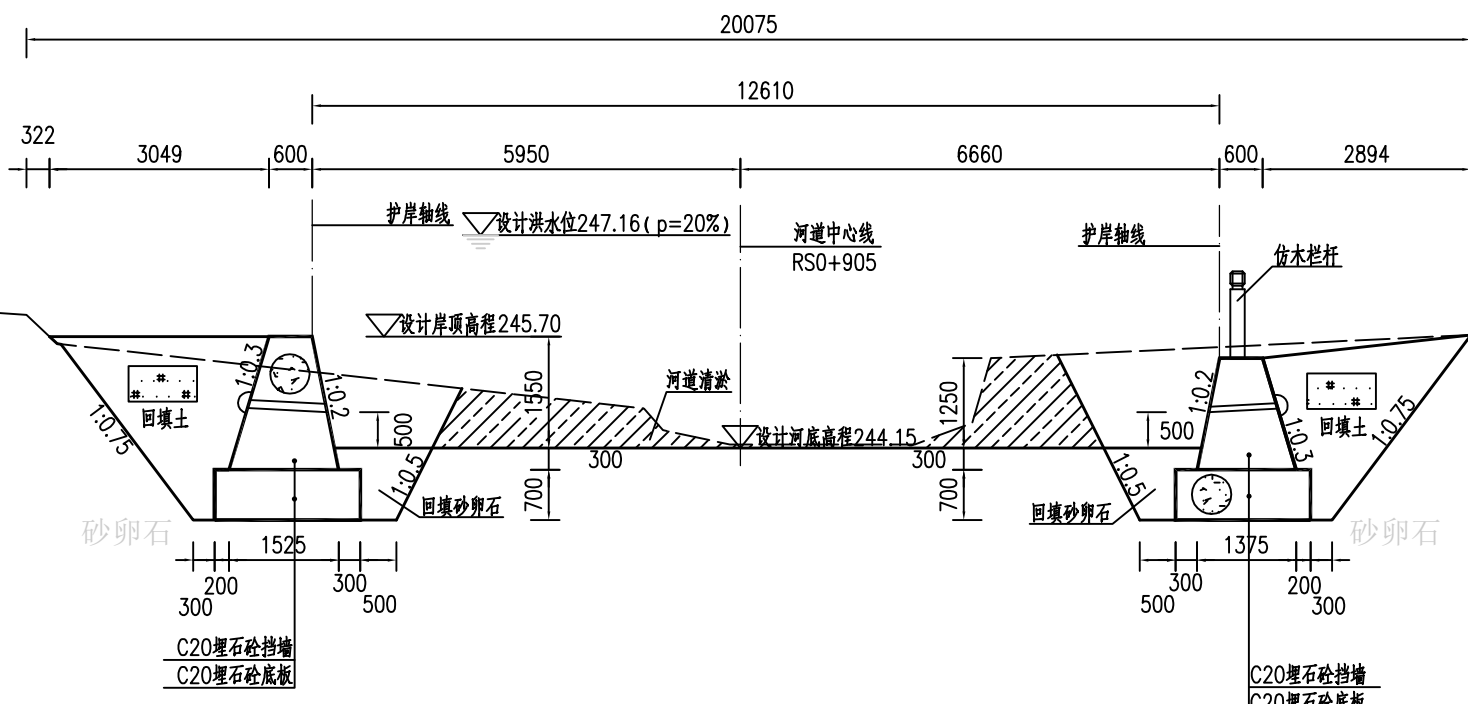 20075
12610
322
3049
600
5950
6660
600
2894
护岸轴线
设计洪水位247.16(p=20%)
河道中心线
RS0+905
护岸轴线
仿木栏杆
设计岸顶高程245.70
1:0.3
1:0.2
1550
河道清淤
1250
1:0.2
回填土
1:0.75
500
设计河底高程244.15
500
1:0.3
回填土
1:0.75
300
300
1:0.5
700
回填砂卵石
700
1:0.5
回填砂卵石
砂卵石
砂卵石
1525
1375
200
300
300
500
300
500
200
300
C20埋石砼挡墙
C20埋石砼底板
C20埋石砼挡墙
C20埋石砼底板